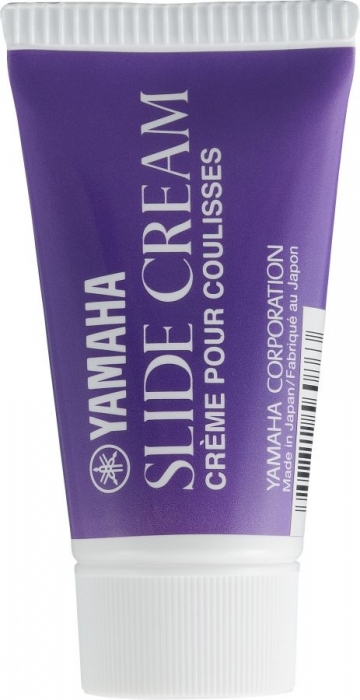 YAMAHA
SLIDE CREAM
CRÈME POUR COULISSES
YAMAHA CORPORATION
Made in Japan/Fabriqué au Japon